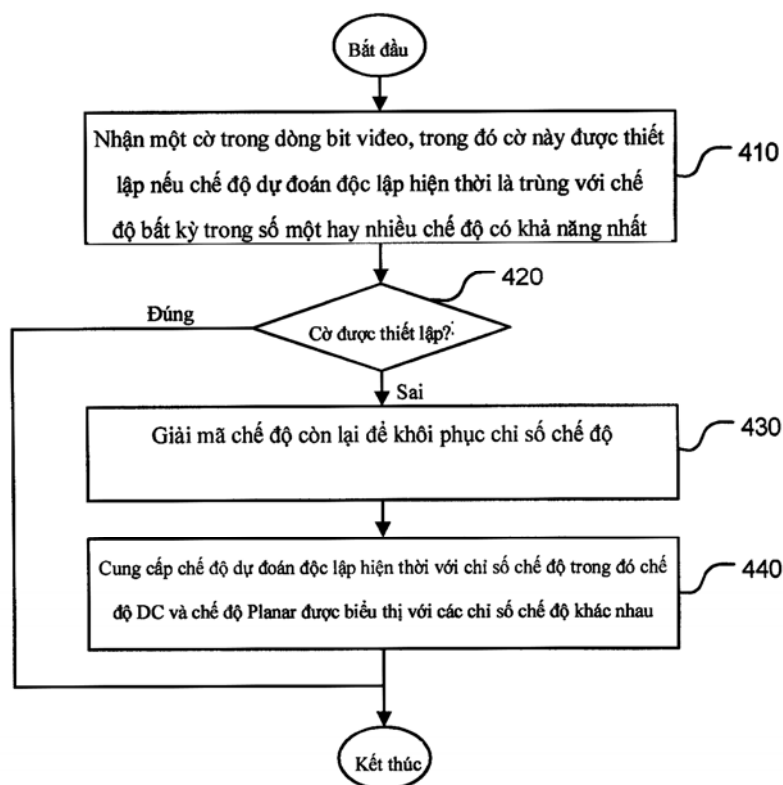 Bắt đầu
Nhận một cờ trong dòng bit video, trong đó cờ này được thiết
lập nếu chế độ dự đoán độc lập hiện thời là trùng với chế
độ bất kỳ trong số một hay nhiều chế độ có khả năng nhất
410
420
Đúng
Cờ được thiết lập?
Sai
Giải mã chế độ còn lại để khôi phục chỉ số chế độ
430
Cung cấp chế độ dự đoán độc lập hiện thời với chỉ số chế độ trong đó chế
độ DC và chế độ Planar được biểu thị với các chỉ số chế độ khác nhau
440
Kết thúc